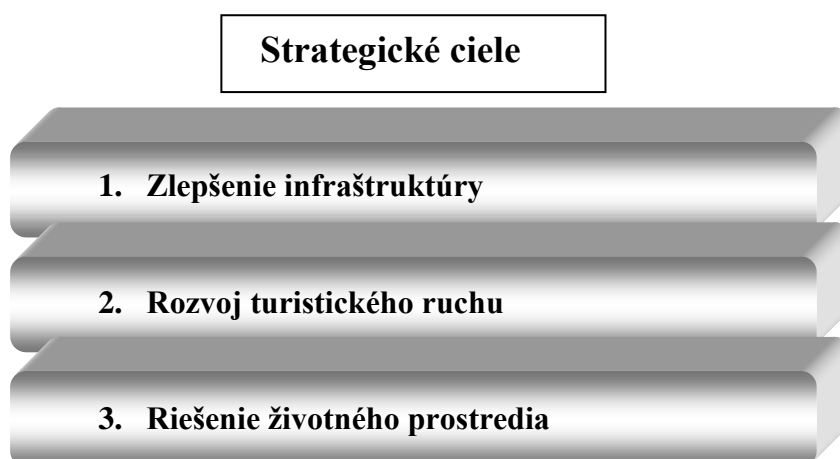 Strategické ciele
1. Zlepšenie infraštruktúry
2. Rozvoj turistického ruchu
3. Riešenie životného prostredia